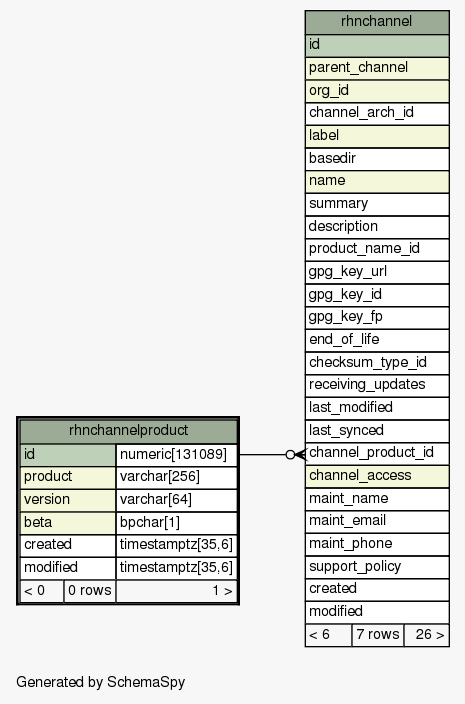 rhnchannel
id
parent_channel
org_id
channel_arch_id
label
basedir
name
summary
description
product_name_id
gpg_key_url
gpg_key_id
gpg_key_fp
end_of_life
checksum_type_id
receiving_updates
last_modified
last_synced
channel_product_id
channel_access
maint_name
maint_email
maint_phone
support_policy
created
modified
< 6 7 rows 26 >
rhnchannelproduct
id numeric[131089]
product varchar[256]
version varchar[64]
beta bpchar[1]
created timestamptz[35,6]
modified timestamptz[35,6]
< 0 0 rows 1 >
Generated by SchemaSpy